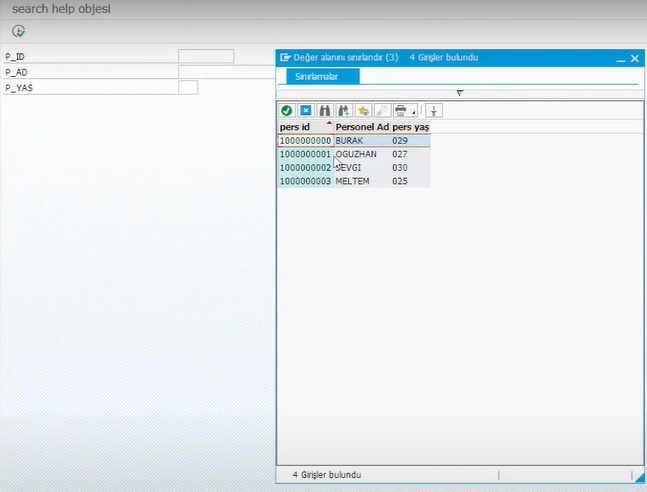 search help objesi
P_ID
P_AD
P_YAS
Değer alanını sınırlandır (3) 4 Girişler bulundu
Sınırlamalar
pers id Personel Ad pers yaş
1000000000 BURAK 029
1000000001 OGUZHAN 027
1000000002 SEVGI 030
1000000003 MELTEM 025
4 Girişler bulundu